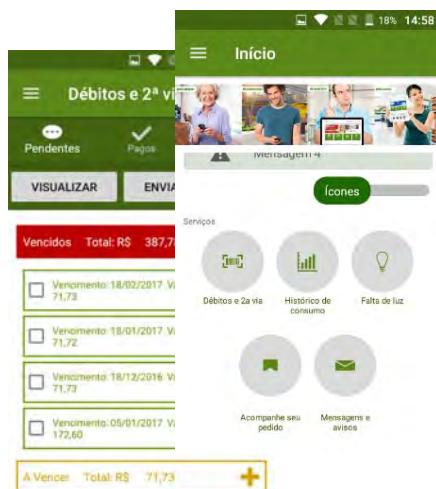 Débitos e 2ª vi
Pendentes
Pagos
VISUALIZAR
ENVIA
Vencidos Total: R$ 387,7
Vencimento: 18/02/2017 V
71,73
Vencimento: 18/01/2017 V
71,72
Vencimento: 18/12/2016 V
71,73
Vencimento: 05/01/2017 V
172,60
A Vencer Total: R$ 71,73
18% 14:58
Início
Mensagem 4
Ícones
Serviços
Débitos e 2a via
Histórico de
consumo
Falta de luz
Acompanhe seu
pedido
Mensagens e
avisos